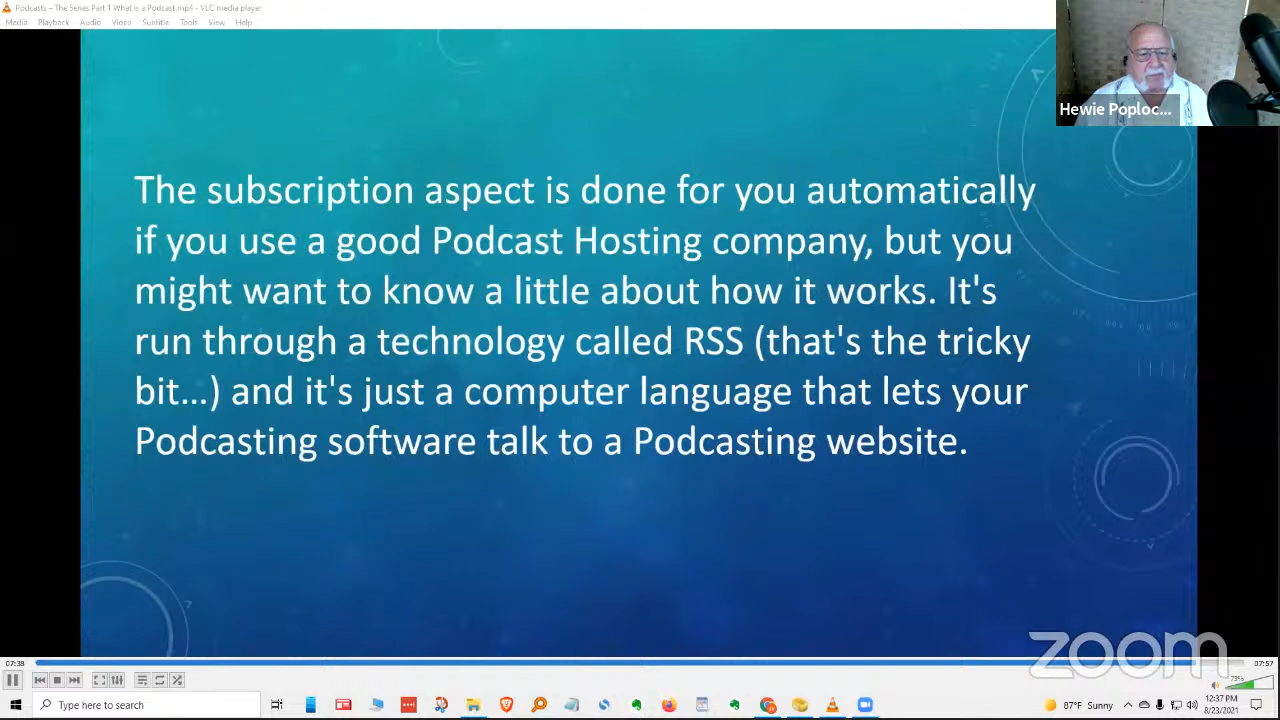 Podcasts – The Series Part 1 What is a Podcast.mp4 - VLC media player
Media Playback Audio Video Subtitle Tools View Help
Hewie Poploc...
The subscription aspect is done for you automatically
if you use a good Podcast Hosting company, but you
might want to know a little about how it works. It's
run through a technology called RSS (that's the tricky
bit...) and it's just a computer language that lets your
Podcasting software talk to a Podcasting website.
zoom
07:38
07:57
73%
Type here to search
87°F Sunny
12:37 PM
8/23/2021